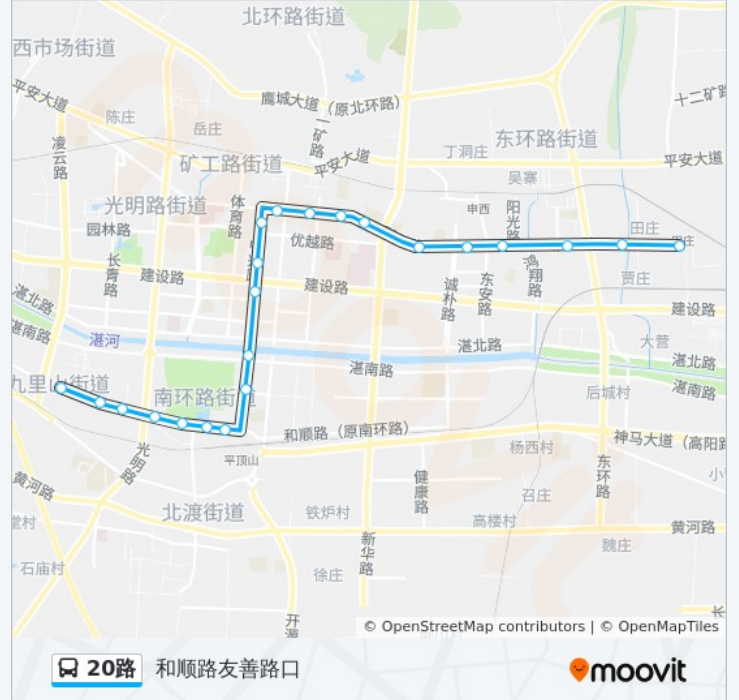 北环路街道
西市场街道
平安大道
鹰城大道（原北环路）
十二矿路
陈庄
岳庄
一矿路
东环路街道
凌云路
丁洞庄
矿工路街道
平安大道
平安大道
吴寨
光明路街道
体育路
申西
阳光路
田庄
园林路
优越路
长青路
建设路
建设路
诚朴路
东安路
鸿翔路
贾庄
湛北路
建设路
湛南路
湛河
湛北路
大营
湛北路
湛南路
湛南路
九里山街道
南环路街道
后城村
和顺路（原南环路）
神马大道（高阳路
光明路
平顶山
杨西村
东环路
黄河路
健康路
召庄
北渡街道
铁炉村
高楼村
黄河路
新华路
魏庄
石庙村
徐庄
© OpenStreetMap contributors | © OpenMapTiles
20路 和顺路友善路口
moovit